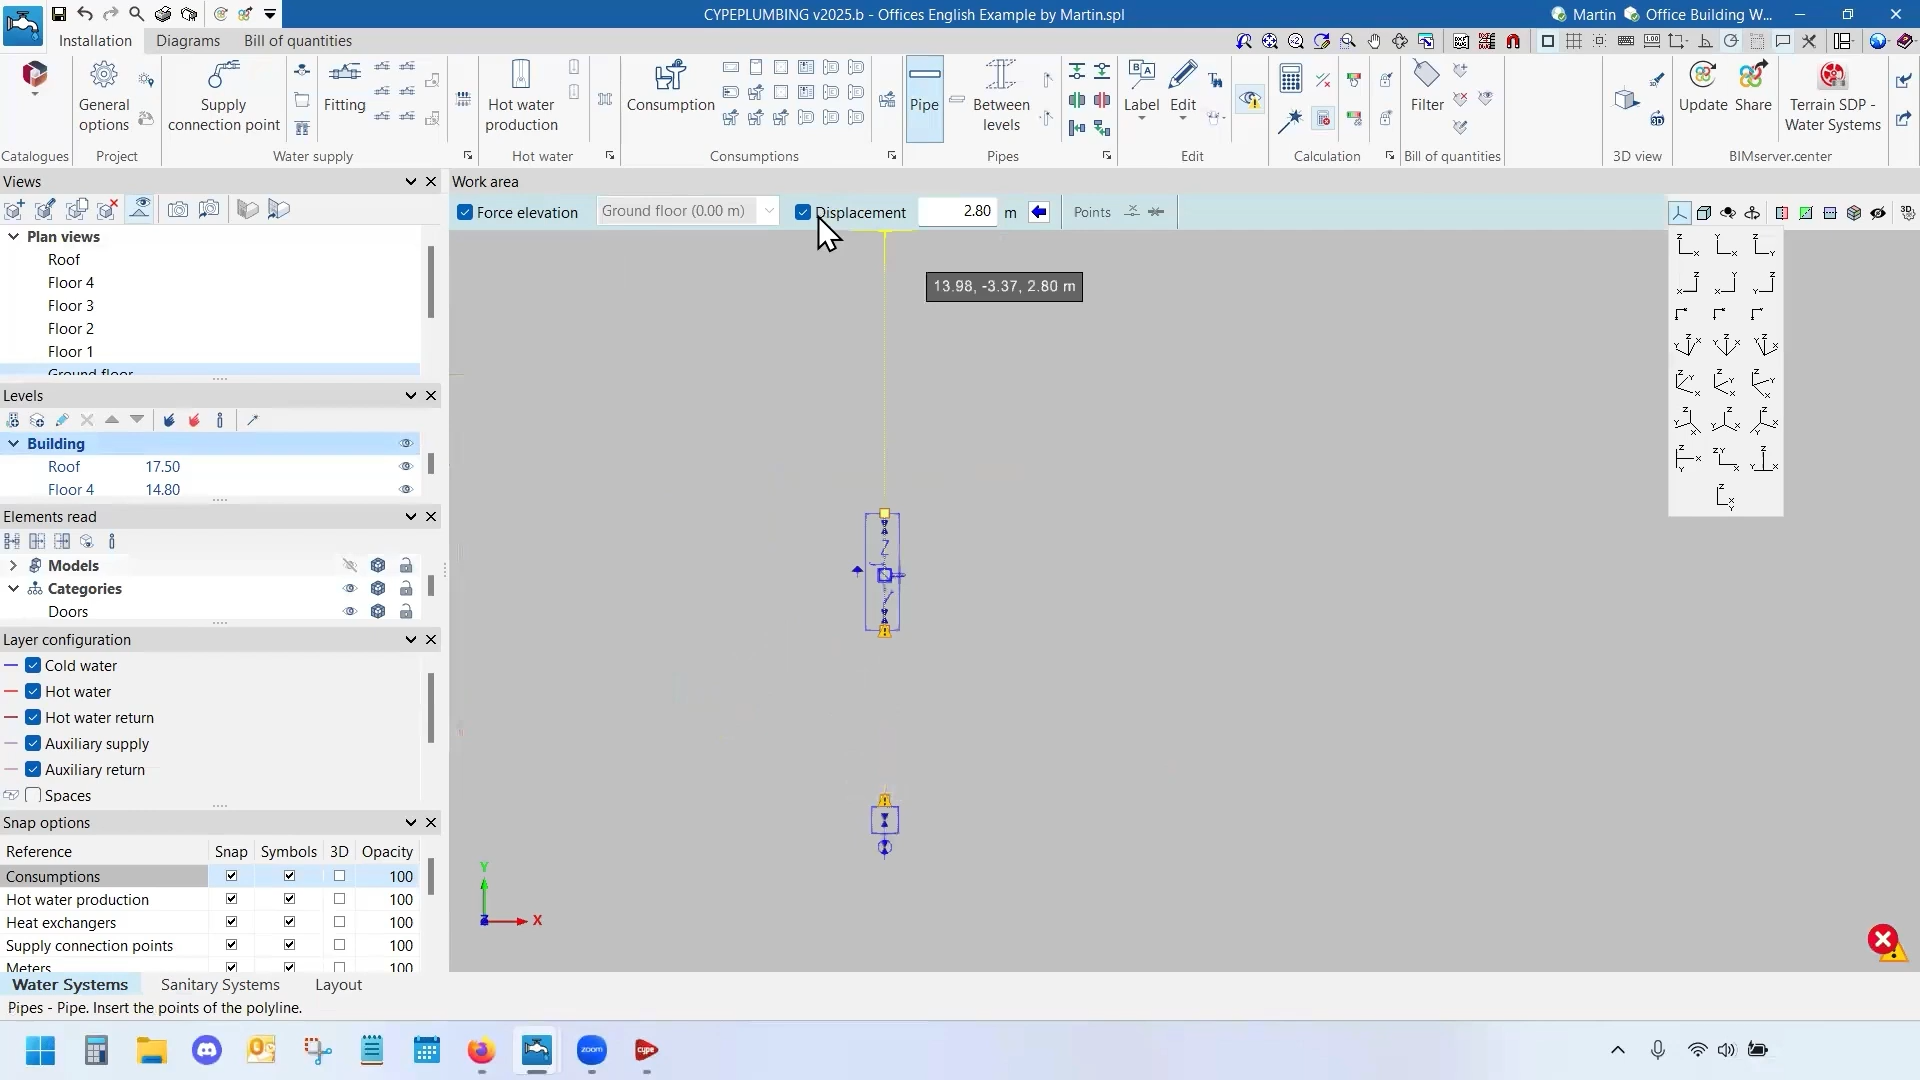 CYPEPLUMBING v2025.b - Offices English Example by Martin.spl
Martin
Office Building W...
Installation
Diagrams
Bill of quantities
General options
Supply connection point
Fitting
Hot water production
Consumption
Pipe
Between levels
Label
Edit
Filter
Update
Share
Terrain SDP - Water Systems
Catalogues
Project
Water supply
Hot water
Consumptions
Pipes
Edit
Calculation
Bill of quantities
3D view
BIMserver.center
Views
Work area
Force elevation
Ground floor (0.00 m)
Displacement
2.80 m
Points
Plan views
Roof
Floor 4
Floor 3
Floor 2
Floor 1
Ground floor
13.98, -3.37, 2.80 m
Levels
Building
Roof 17.50
Floor 4 14.80
Elements read
Models
Categories
Doors
Layer configuration
Cold water
Hot water
Hot water return
Auxiliary supply
Auxiliary return
Spaces
Snap options
Reference Snap Symbols 3D Opacity
Consumptions 100
Hot water production 100
Heat exchangers 100
Supply connection points 100
Meters 100
Y
X
Z
Water Systems
Sanitary Systems
Layout
Pipes - Pipe. Insert the points of the polyline.
zoom
cype